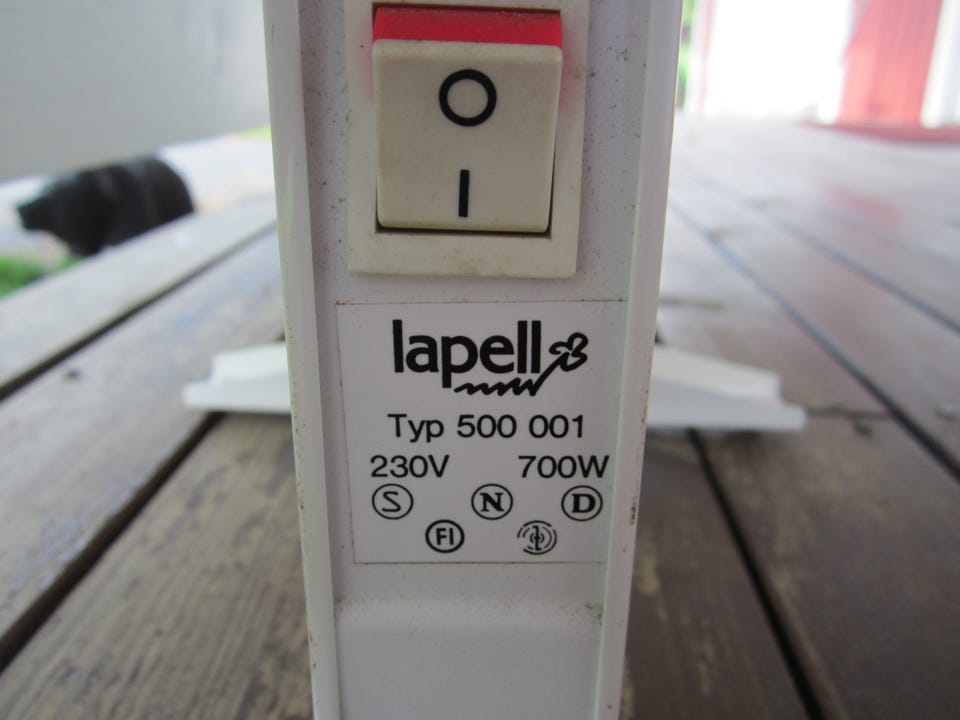 O
I
lapell
Typ 500 001
230V 700W
S N D
FI